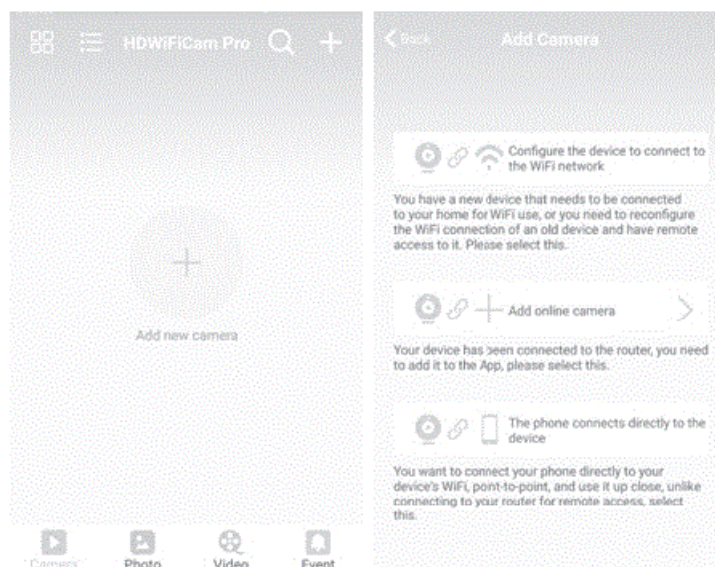 HDWiFiCam Pro
Add new camera
Camera
Photo
Video
Event
Back
Add Camera
Configure the device to connect to
the WiFi network
You have a new device that needs to be connected
to your home for WiFi use, or you need to reconfigure
the WiFi connection of an old device and have remote
access to it. Please select this.
Add online camera
Your device has been connected to the router, you need
to add it to the App, please select this.
The phone connects directly to the
device
You want to connect your phone directly to your
device's WiFi, point-to-point, and use it up close, unlike
connecting to your router for remote access, select
this.